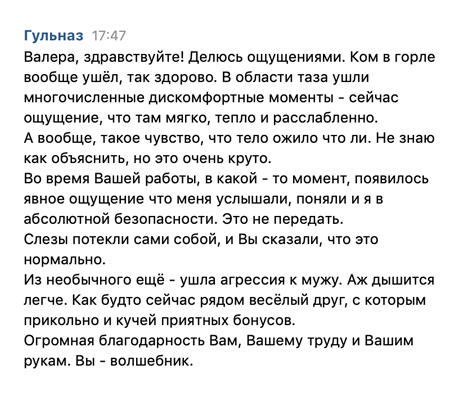 Гульназ 17:47
Валера, здравствуйте! Делюсь ощущениями. Ком в горле
вообще ушёл, так здорово. В области таза ушли
многочисленные дискомфортные моменты - сейчас
ощущение, что там мягко, тепло и расслабленно.
А вообще, такое чувство, что тело ожило что ли. Не знаю
как объяснить, но это очень круто.
Во время Вашей работы, в какой - то момент, появилось
явное ощущение что меня услышали, поняли и я в
абсолютной безопасности. Это не передать.
Слезы потекли сами собой, и Вы сказали, что это
нормально.
Из необычного ещё - ушла агрессия к мужу. Аж дышится
легче. Как будто сейчас рядом весёлый друг, с которым
прикольно и кучей приятных бонусов.
Огромная благодарность Вам, Вашему труду и Вашим
рукам. Вы - волшебник.